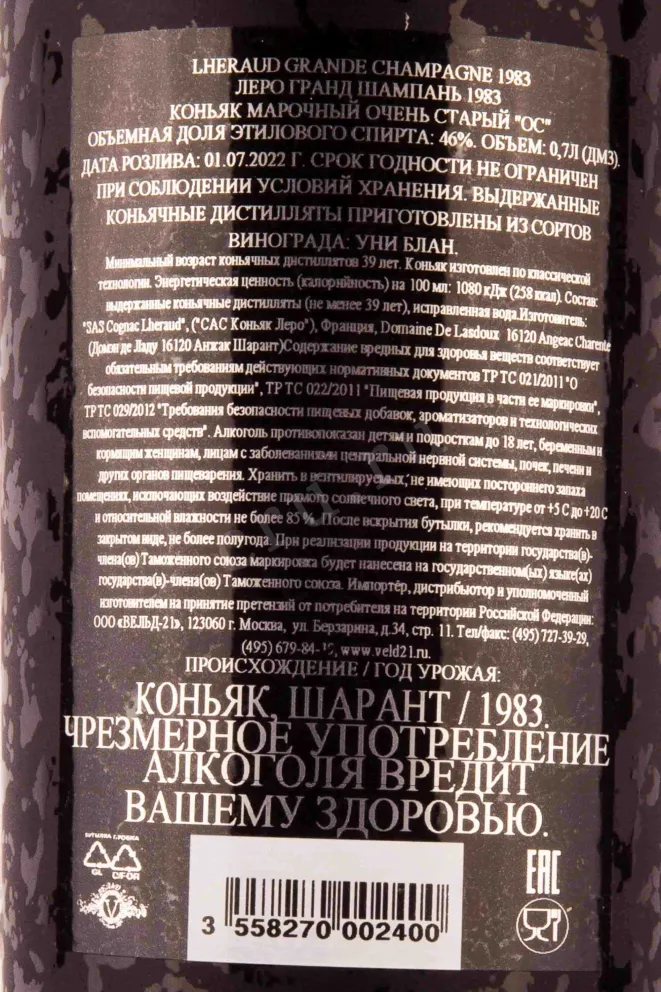 LHERAUD GRANDE CHAMPAGNE 1983
ЛЕРО ГРАНД ШАМПАНЬ 1983
КОНЬЯК МАРОЧНЫЙ ОЧЕНЬ СТАРЫЙ "ОС"
ОБЪЕМНАЯ ДОЛЯ ЭТИЛОВОГО СПИРТА: 46%. ОБЪЕМ: 0,7Л (ДМ3).
ДАТА РОЗЛИВА: 01.07.2022 Г. СРОК ГОДНОСТИ НЕ ОГРАНИЧЕН
ПРИ СОБЛЮДЕНИИ УСЛОВИЙ ХРАНЕНИЯ. ВЫДЕРЖАННЫЕ
КОНЬЯЧНЫЕ ДИСТИЛЛЯТЫ ПРИГОТОВЛЕНЫ ИЗ СОРТОВ
ВИНОГРАДА: УНИ БЛАН.
Минимальный возраст коньячных дистиллятов 39 лет. Коньяк изготовлен по классической
технологии. Энергетическая ценность (калорийность) на 100 мл: 1080 кДж (258 ккал). Состав:
выдержанные коньячные дистилляты (не менее 39 лет), исправленная вода.Изготовитель:
"SAS Cognac Lheraud", ("САС Коньяк Леро"), Франция, Domaine De Lasdoux 16120 Angeac Charente
(Домэн де Ладу 16120 Анжак Шарант)Содержание вредных для здоровья веществ соответствует
обязательным требованиям действующих нормативных документов ТР ТС 021/2011 "О
безопасности пищевой продукции", ТР ТС 022/2011 "Пищевая продукция в части ее маркировки",
ТР ТС 029/2012 "Требования безопасности пищевых добавок, ароматизаторов и технологических
вспомогательных средств". Алкоголь противопоказан детям и подросткам до 18 лет, беременным и
кормящим женщинам, лицам с заболеваниями центральной нервной системы, почек, печени и
других органов пищеварения. Хранить в вентилируемых, не имеющих постороннего запаха
помещениях, исключающих воздействие прямого солнечного света, при температуре от +5 С до +20 С
и относительной влажности не более 85 %. После вскрытия бутылки, рекомендуется хранить в
закрытом виде, не более полугода. При реализации продукции на территории государства(в)-
члена(ов) Таможенного союза маркировка будет нанесена на государственном(ых) языке(ах)
государства(в)-члена(ов) Таможенного союза. Импортёр, дистрибьютор и уполномоченный
изготовителем на принятие претензий от потребителя на территории Российской Федерации:
ООО «ВЕЛЬД-21», 123060 г. Москва, ул. Берзарина, д.34, стр. 11. Тел/факс: (495) 727-39-29,
(495) 679-84- www.veld21.ru.
ПРОИСХОЖДЕНИЕ / ГОД УРОЖАЯ:
КОНЬЯК, ШАРАНТ / 1983.
ЧРЕЗМЕРНОЕ УПОТРЕБЛЕНИЕ
АЛКОГОЛЯ ВРЕДИТ
ВАШЕМУ ЗДОРОВЬЮ.
GL C/FOR
EAC
3 558270 002400